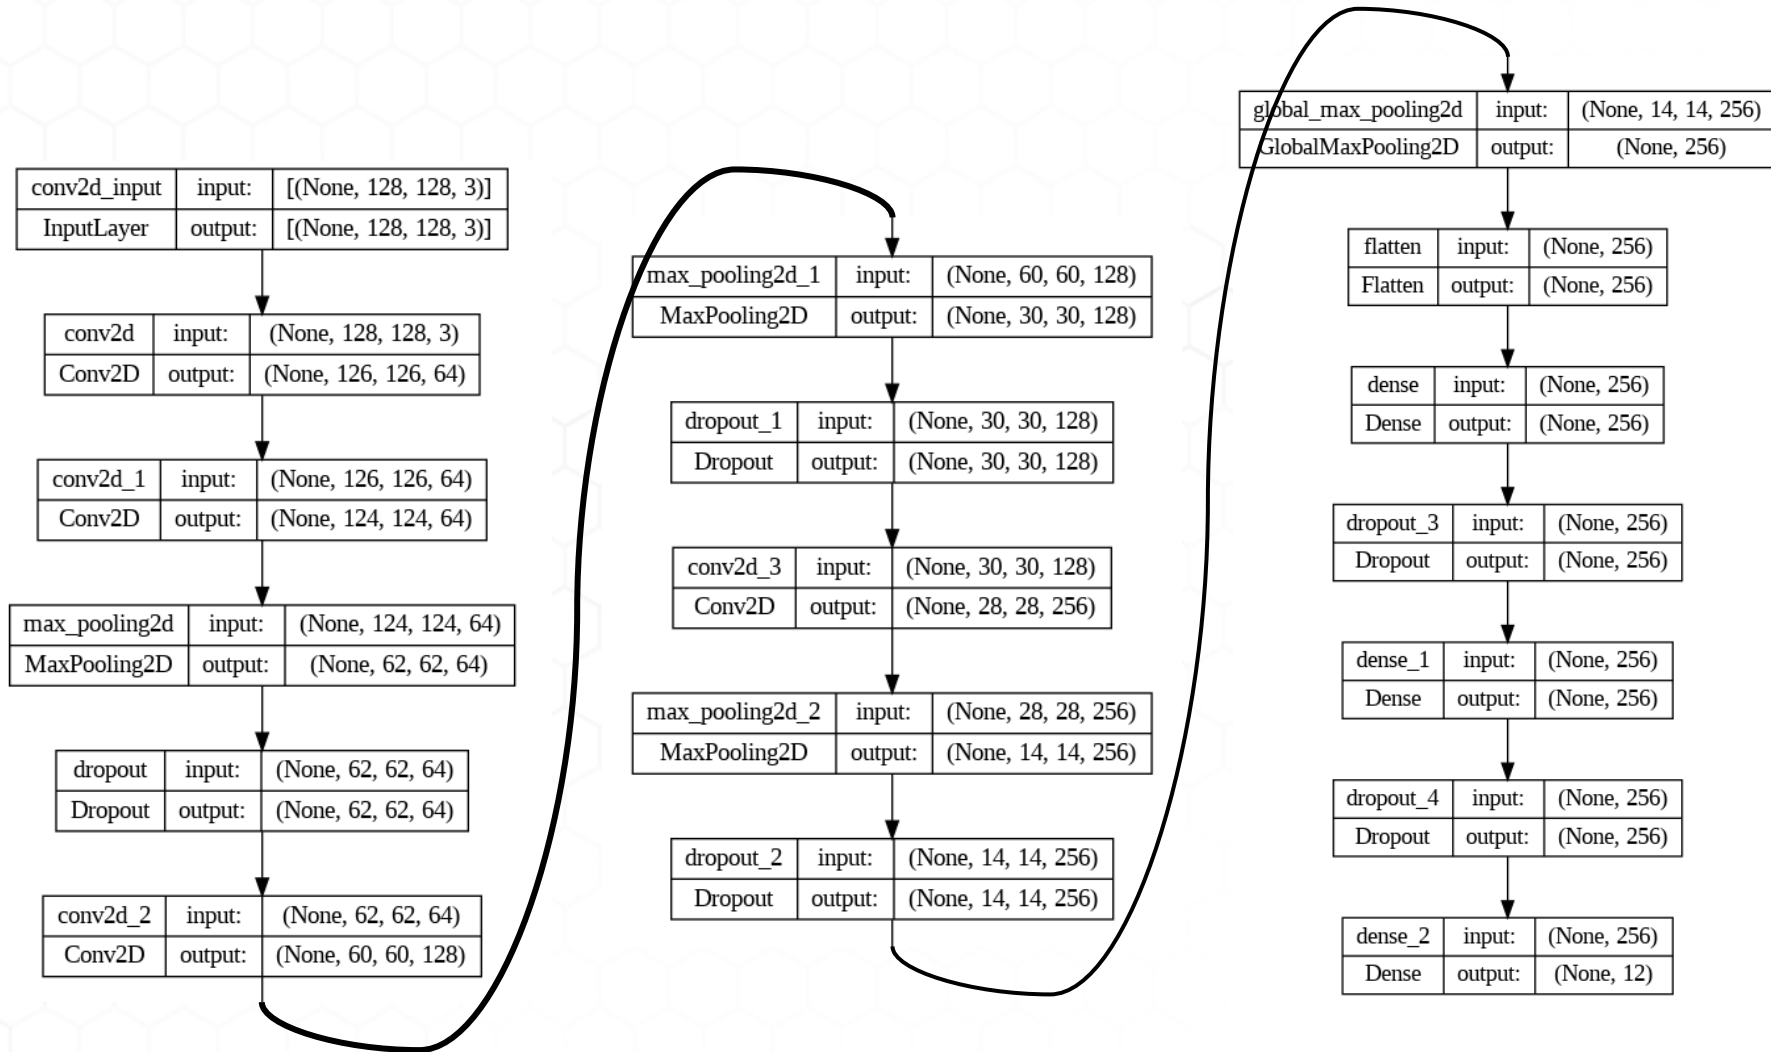 conv2d_input input: [(None, 128, 128, 3)]
InputLayer output: [(None, 128, 128, 3)]
conv2d input: (None, 128, 128, 3)
Conv2D output: (None, 126, 126, 64)
conv2d_1 input: (None, 126, 126, 64)
Conv2D output: (None, 124, 124, 64)
max_pooling2d input: (None, 124, 124, 64)
MaxPooling2D output: (None, 62, 62, 64)
dropout input: (None, 62, 62, 64)
Dropout output: (None, 62, 62, 64)
conv2d_2 input: (None, 62, 62, 64)
Conv2D output: (None, 60, 60, 128)
max_pooling2d_1 input: (None, 60, 60, 128)
MaxPooling2D output: (None, 30, 30, 128)
dropout_1 input: (None, 30, 30, 128)
Dropout output: (None, 30, 30, 128)
conv2d_3 input: (None, 30, 30, 128)
Conv2D output: (None, 28, 28, 256)
max_pooling2d_2 input: (None, 28, 28, 256)
MaxPooling2D output: (None, 14, 14, 256)
dropout_2 input: (None, 14, 14, 256)
Dropout output: (None, 14, 14, 256)
global_max_pooling2d input: (None, 14, 14, 256)
GlobalMaxPooling2D output: (None, 256)
flatten input: (None, 256)
Flatten output: (None, 256)
dense input: (None, 256)
Dense output: (None, 256)
dropout_3 input: (None, 256)
Dropout output: (None, 256)
dense_1 input: (None, 256)
Dense output: (None, 256)
dropout_4 input: (None, 256)
Dropout output: (None, 256)
dense_2 input: (None, 256)
Dense output: (None, 12)